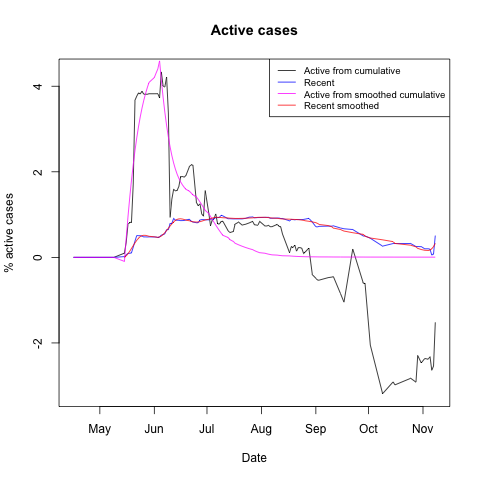 Active cases
Active from cumulative
Recent
Active from smoothed cumulative
Recent smoothed
% active cases
4
2
0
-2
May Jun Jul Aug Sep Oct Nov
Date